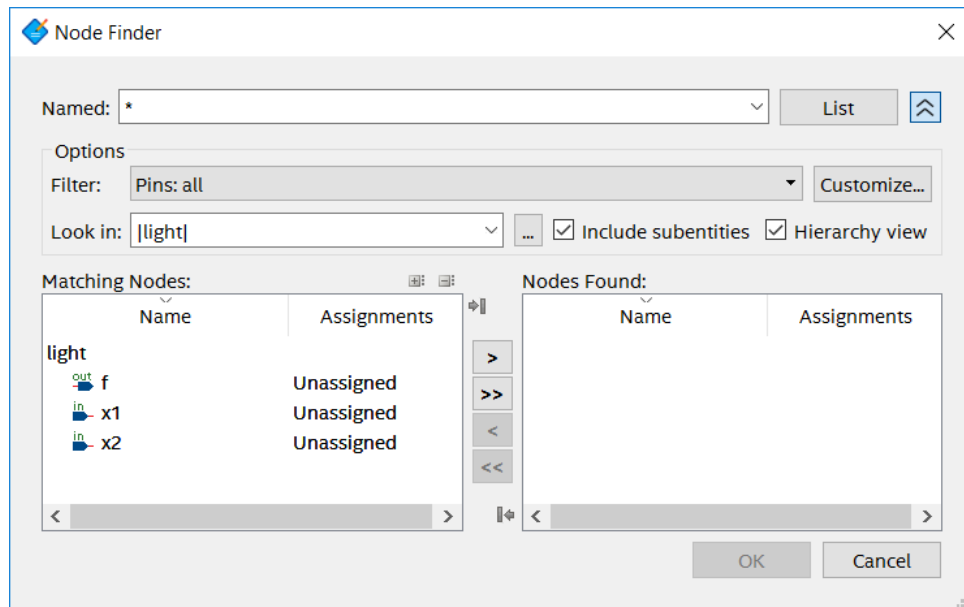 Node Finder
Named: * List
Options
Filter: Pins: all Customize...
Look in: |light| ... Include subentities Hierarchy view
Matching Nodes: Nodes Found:
Name Assignments Name Assignments
light
out f Unassigned
in x1 Unassigned
in x2 Unassigned
>
>>
<
<<
OK Cancel